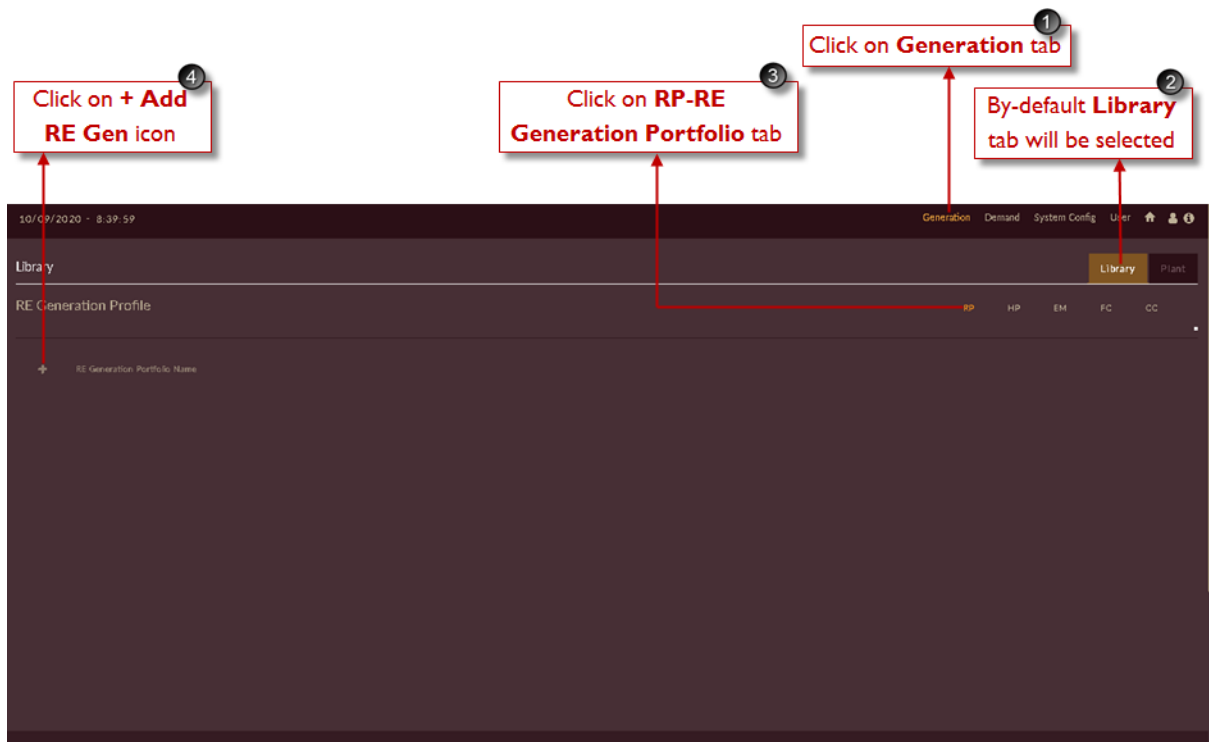 1
Click on Generation tab
4
Click on + Add
RE Gen icon
3
Click on RP-RE
Generation Portfolio tab
2
By-default Library
tab will be selected
10/09/2020 - 8:39:59
Generation Demand System Config User
Library
Library Plant
RE Generation Profile
RP HP EM FC CC
+ RE Generation Portfolio Name